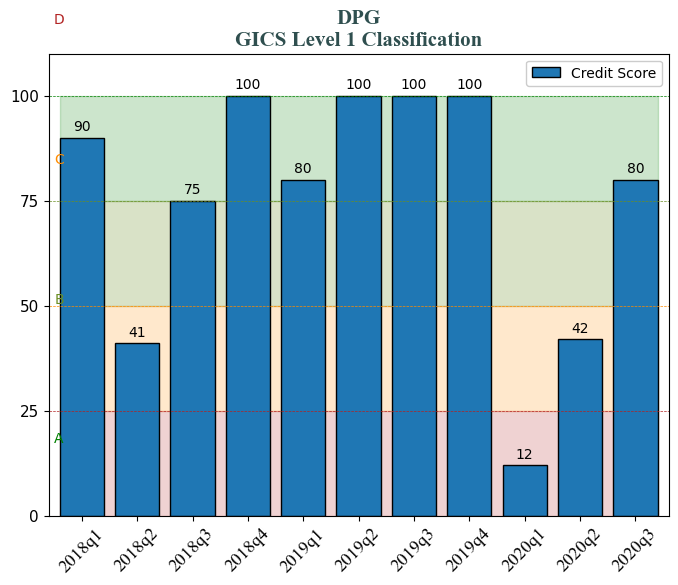 D
DPG
GICS Level 1 Classification
Credit Score
100
75
50
25
0
C
B
A
90
41
75
100
80
100
100
100
12
42
80
2018q1
2018q2
2018q3
2018q4
2019q1
2019q2
2019q3
2019q4
2020q1
2020q2
2020q3